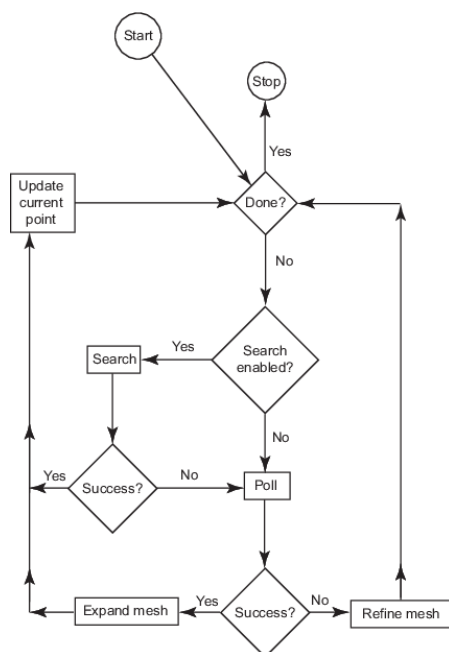 Start
Stop
Yes
Update
current
point
Done?
No
Search
Yes
Search
enabled?
No
Yes
Success?
No
Poll
Expand mesh
Yes
Success?
No
Refine mesh